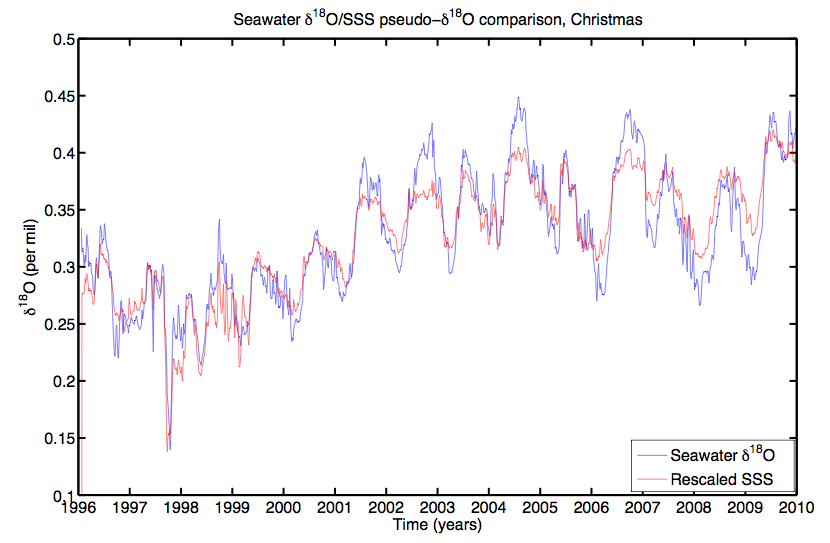 Seawater δ¹⁸O/SSS pseudo−δ¹⁸O comparison, Christmas
0.5
0.45
0.4
0.35
0.3
0.25
0.2
0.15
0.1
δ¹⁸O (per mil)
Seawater δ¹⁸O
Rescaled SSS
1996 1997 1998 1999 2000 2001 2002 2003 2004 2005 2006 2007 2008 2009 2010
Time (years)